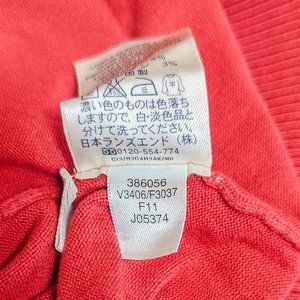 濃い色のものは色落ち
しますので、白・淡色品と
分けて洗ってください。
日本ランズエンド(株)
0120-554-774
386056
V3406/F3037
F11
J05374